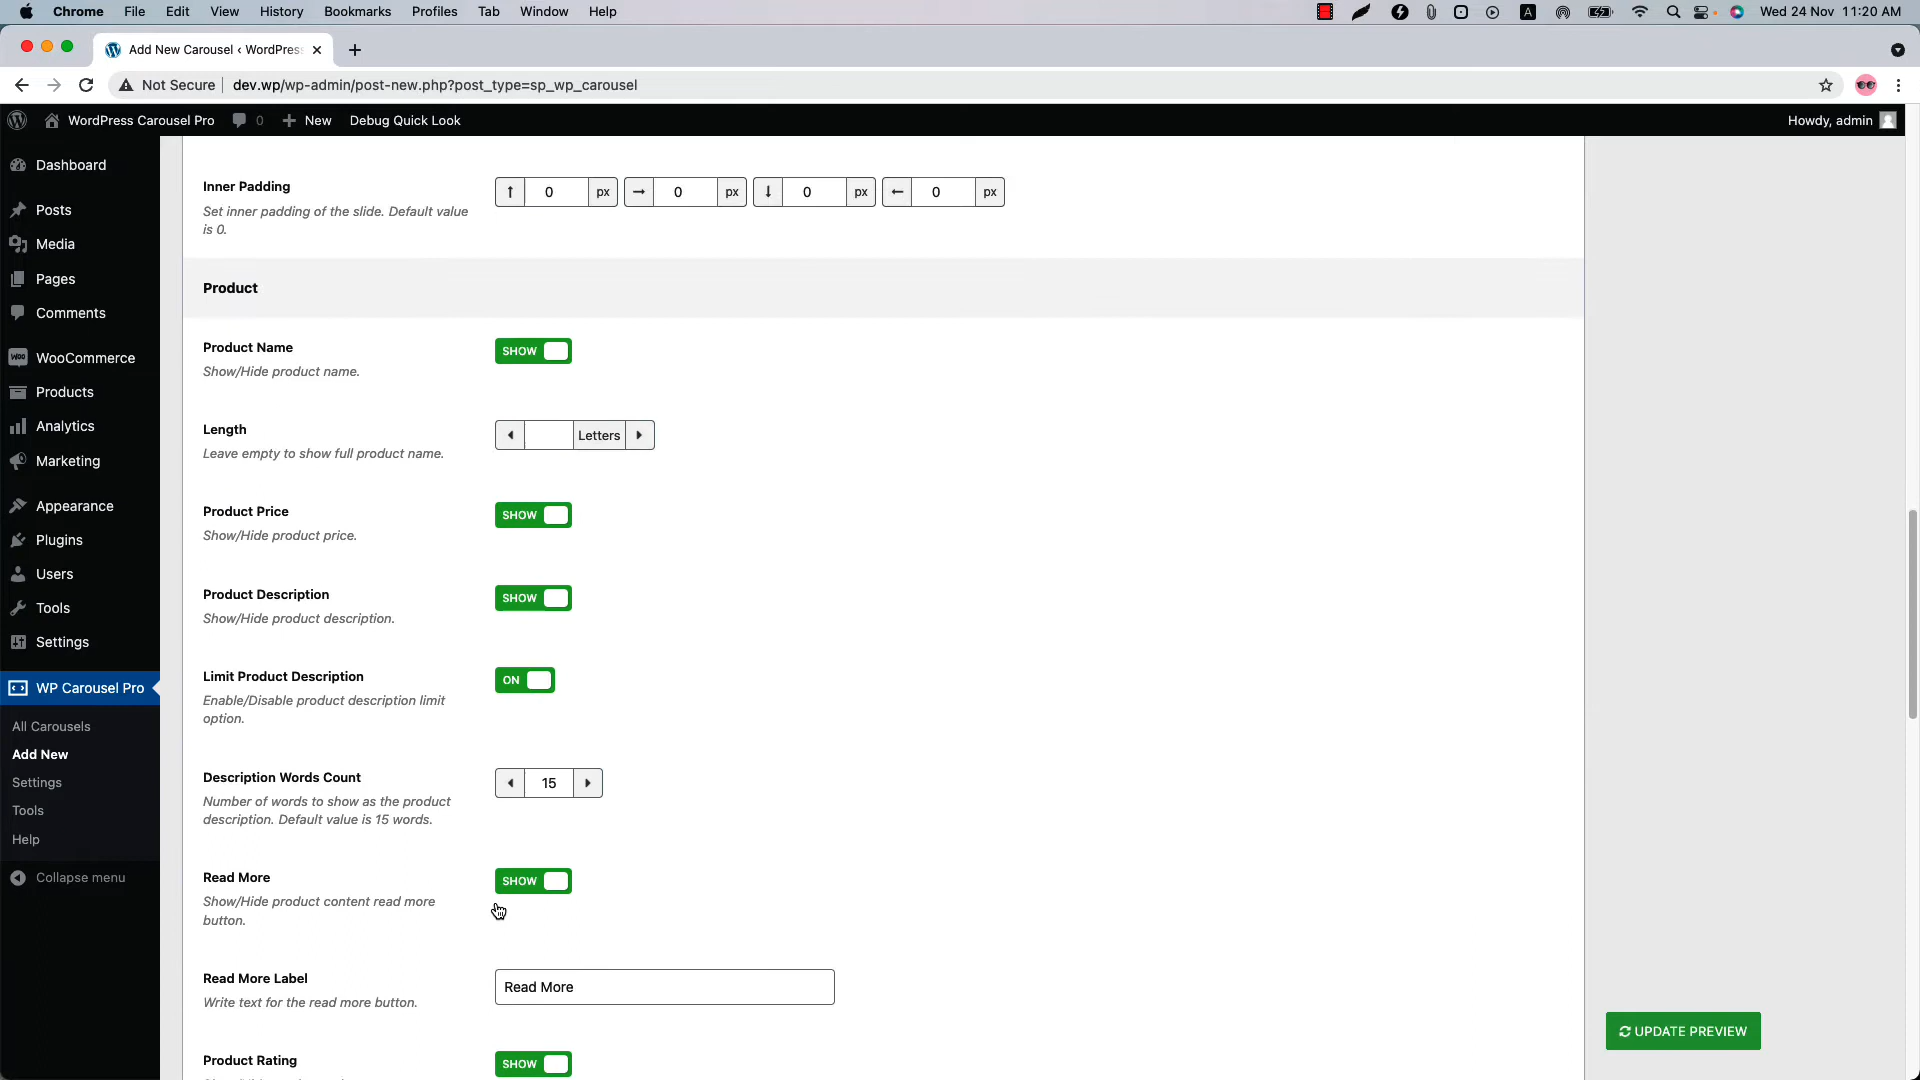 Chrome File Edit View History Bookmarks Profiles Tab Window Help
A
Wed 24 Nov 11:20 AM
Add New Carousel ‹ WordPress
Not Secure dev.wp/wp-admin/post-new.php?post_type=sp_wp_carousel
WordPress Carousel Pro 0 New Debug Quick Look Howdy, admin
Dashboard
Posts
Media
Pages
Comments
WOO WooCommerce
Products
Analytics
Marketing
Appearance
Plugins
Users
Tools
Settings
WP Carousel Pro
All Carousels
Add New
Settings
Tools
Help
Collapse menu
Inner Padding
Set inner padding of the slide. Default value
is 0.
0 px 0 px 0 px 0 px
Product
Product Name
Show/Hide product name.
SHOW
Length
Leave empty to show full product name.
Letters
Product Price
Show/Hide product price.
SHOW
Product Description
Show/Hide product description.
SHOW
Limit Product Description
Enable/Disable product description limit
option.
ON
Description Words Count
Number of words to show as the product
description. Default value is 15 words.
15
Read More
Show/Hide product content read more
button.
SHOW
Read More Label
Write text for the read more button.
Read More
Product Rating
SHOW
UPDATE PREVIEW